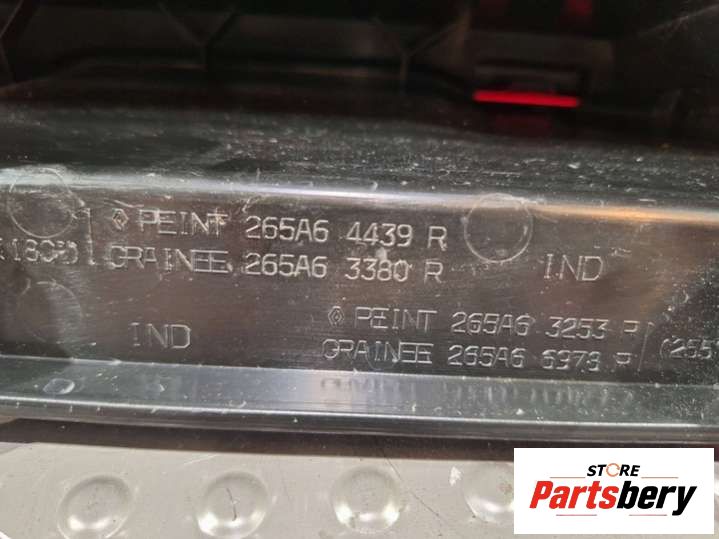 PEINT 265A6 4439 R
GRAINEE 265A6 3380 R
IND
IND
PEINT 265A6 3253 R
GRAINEE 265A6 6973 R
STORE
Partsbery